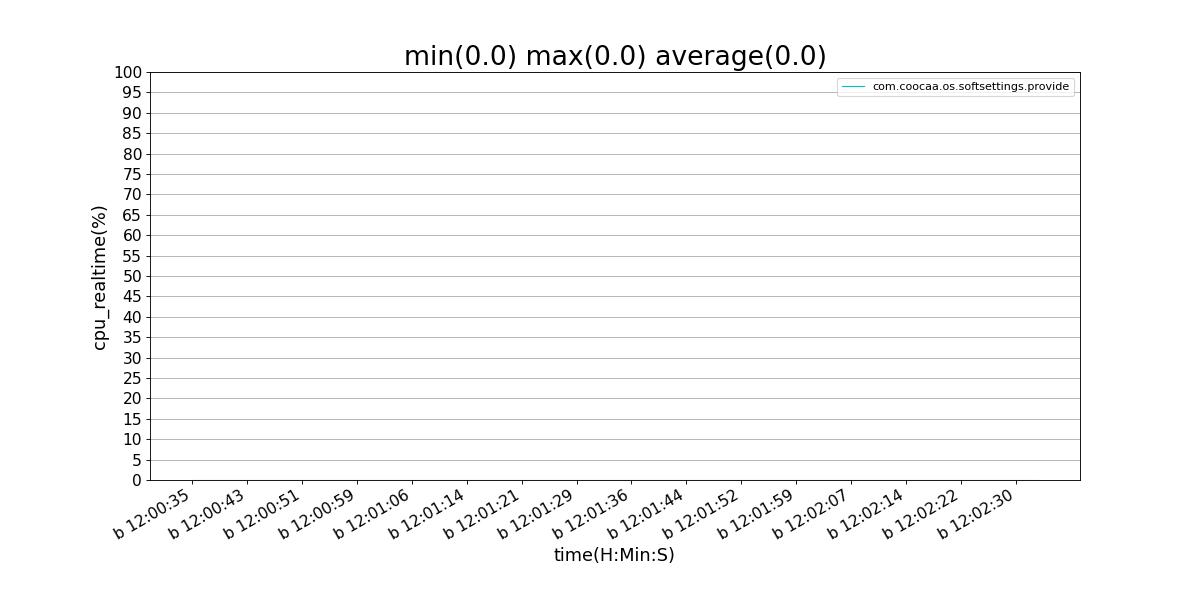 min(0.0) max(0.0) average(0.0)
com.coocaa.os.softsettings.provide
cpu_realtime(%)
100
95
90
85
80
75
70
65
60
55
50
45
40
35
30
25
20
15
10
5
0
b 12:00:35
b 12:00:43
b 12:00:51
b 12:00:59
b 12:01:06
b 12:01:14
b 12:01:21
b 12:01:29
b 12:01:36
b 12:01:44
b 12:01:52
b 12:01:59
b 12:02:07
b 12:02:14
b 12:02:22
b 12:02:30
time(H:Min:S)